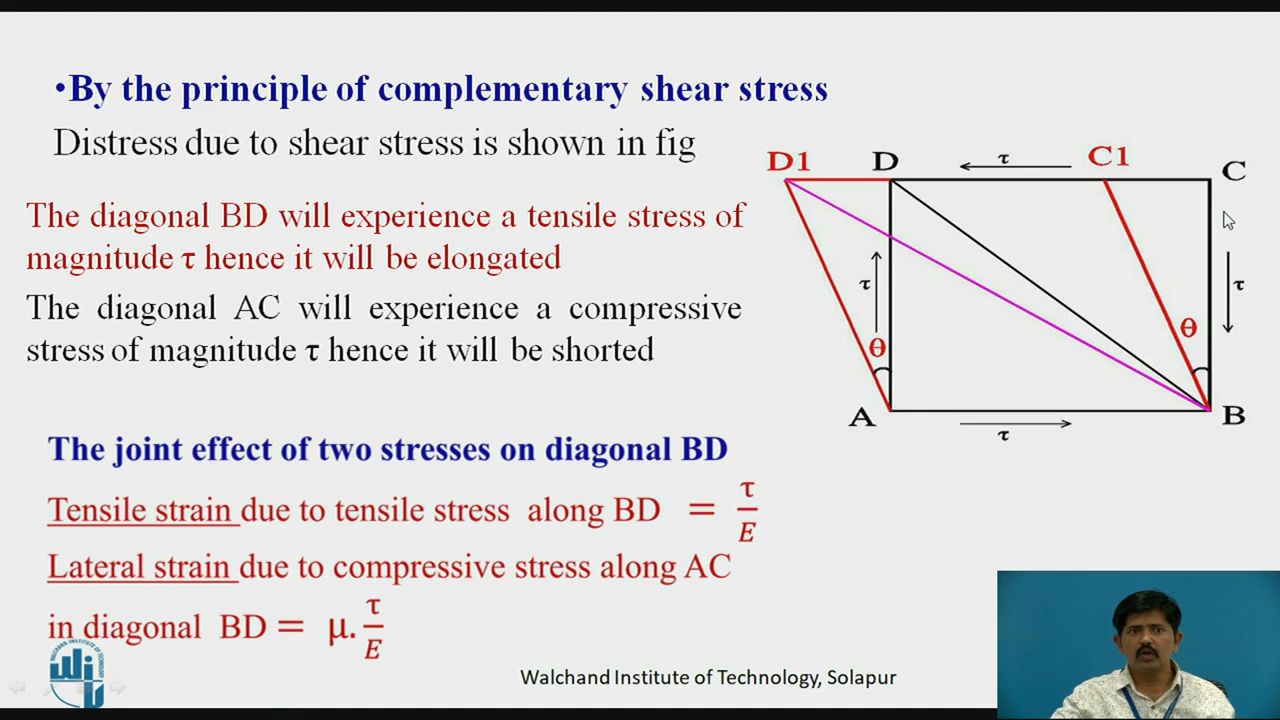 •By the principle of complementary shear stress
Distress due to shear stress is shown in fig
The diagonal BD will experience a tensile stress of
magnitude τ hence it will be elongated
The diagonal AC will experience a compressive
stress of magnitude τ hence it will be shorted
D1 D τ C1 C
τ τ
θ θ
A B
τ
The joint effect of two stresses on diagonal BD
Tensile strain due to tensile stress along BD = τ/E
Lateral strain due to compressive stress along AC
in diagonal BD = μ. τ/E
Walchand Institute of Technology, Solapur